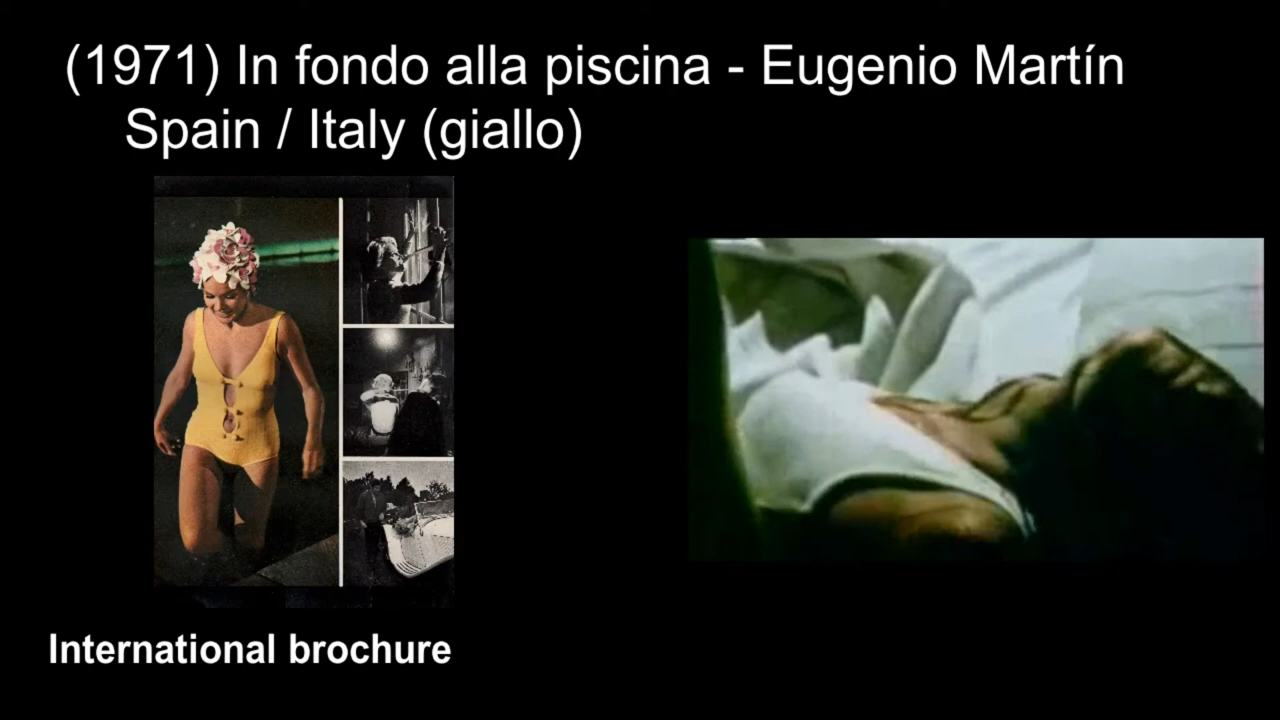 (1971) In fondo alla piscina - Eugenio Martín
Spain / Italy (giallo)
International brochure